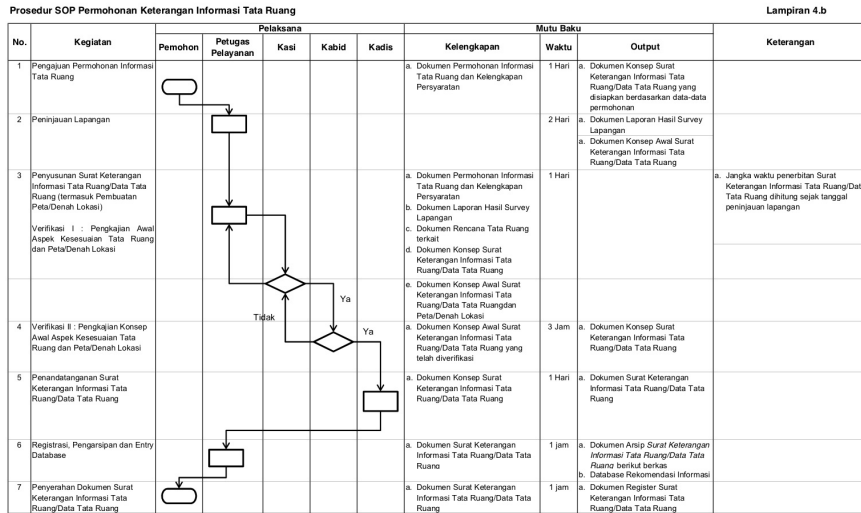 Prosedur SOP Permohonan Keterangan Informasi Tata Ruang
Lampiran 4.b
No.
Kegiatan
Pelaksana
Mutu Baku
Keterangan
Pemohon
Petugas
Pelayanan
Kasi
Kabid
Kadis
Kelengkapan
Waktu
Output
1
Pengajuan Permohonan Informasi
Tata Ruang
a. Dokumen Permohonan Informasi
Tata Ruang dan Kelengkapan
Persyaratan
1 Hari
a. Dokumen Konsep Surat
Keterangan Informasi Tata
Ruang/Data Tata Ruang yang
disiapkan berdasarkan data-data
permohonan
2
Peninjauan Lapangan
2 Hari
a. Dokumen Laporan Hasil Survey
Lapangan
a. Dokumen Konsep Awal Surat
Keterangan Informasi Tata
Ruang/Data Tata Ruang
3
Penyusunan Surat Keterangan
Informasi Tata Ruang/Data Tata
Ruang (termasuk Pembuatan
Peta/Denah Lokasi)
Verifikasi I : Pengkajian Awal
Aspek Kesesuaian Tata Ruang
dan Peta/Denah Lokasi
a. Dokumen Permohonan Informasi
Tata Ruang dan Kelengkapan
Persyaratan
b. Dokumen Laporan Hasil Survey
Lapangan
c. Dokumen Rencana Tata Ruang
terkait
d. Dokumen Konsep Surat
Keterangan Informasi Tata
Ruang/Data Tata Ruang
1 Hari
a. Jangka waktu penerbitan Surat
Keterangan Informasi Tata Ruang/Dat
Tata Ruang dihitung sejak tanggal
peninjauan lapangan
e. Dokumen Konsep Awal Surat
Keterangan Informasi Tata
Ruang/Data Tata Ruangdan
Peta/Denah Lokasi
Ya
Tidak
4
Verifikasi II : Pengkajian Konsep
Awal Aspek Kesesuaian Tata
Ruang dan Peta/Denah Lokasi
Ya
a. Dokumen Konsep Awal Surat
Keterangan Informasi Tata
Ruang/Data Tata Ruang yang
telah diverifikasi
3 Jam
a. Dokumen Konsep Surat
Keterangan Informasi Tata
Ruang/Data Tata Ruang
5
Penandatanganan Surat
Keterangan Informasi Tata
Ruang/Data Tata Ruang
a. Dokumen Konsep Surat
Keterangan Informasi Tata
Ruang/Data Tata Ruang
1 Hari
a. Dokumen Surat Keterangan
Informasi Tata Ruang/Data Tata
Ruang
6
Registrasi, Pengarsipan dan Entry
Database
a. Dokumen Surat Keterangan
Informasi Tata Ruang/Data Tata
Ruang
1 jam
a. Dokumen Arsip Surat Keterangan
Informasi Tata Ruang/Data Tata
Ruang berikut berkas
b. Database Rekomendasi Informasi
7
Penyerahan Dokumen Surat
Keterangan Informasi Tata
Ruang/Data Tata Ruang
a. Dokumen Surat Keterangan
Informasi Tata Ruang/Data Tata
Ruang
1 jam
a. Dokumen Register Surat
Keterangan Informasi Tata
Ruang/Data Tata Ruang